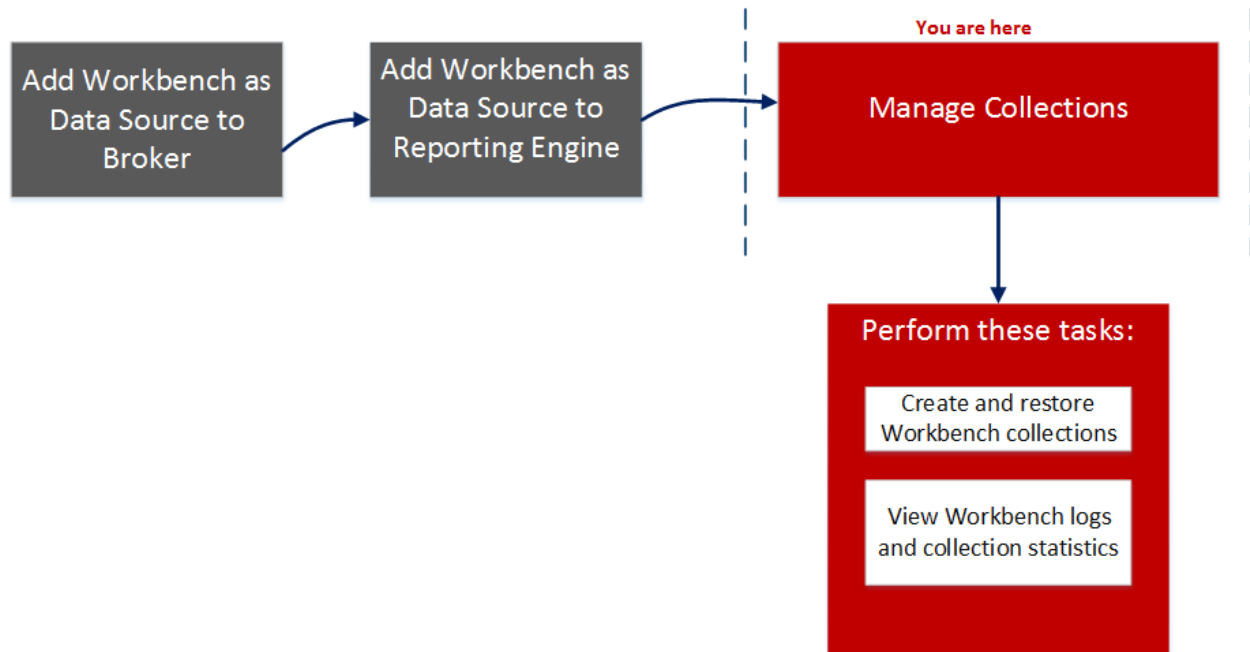 You are here
Add Workbench as
Data Source to
Broker
Add Workbench as
Data Source to
Reporting Engine
Manage Collections
Perform these tasks:
Create and restore
Workbench collections
View Workbench logs
and collection statistics